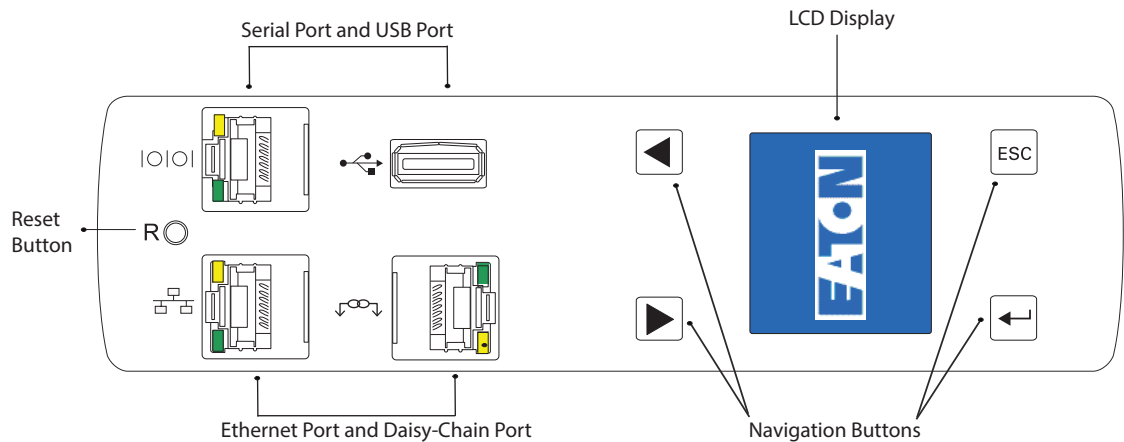 Serial Port and USB Port
LCD Display
|O|O|
ESC
Reset
Button
R
EATON
Ethernet Port and Daisy-Chain Port
Navigation Buttons